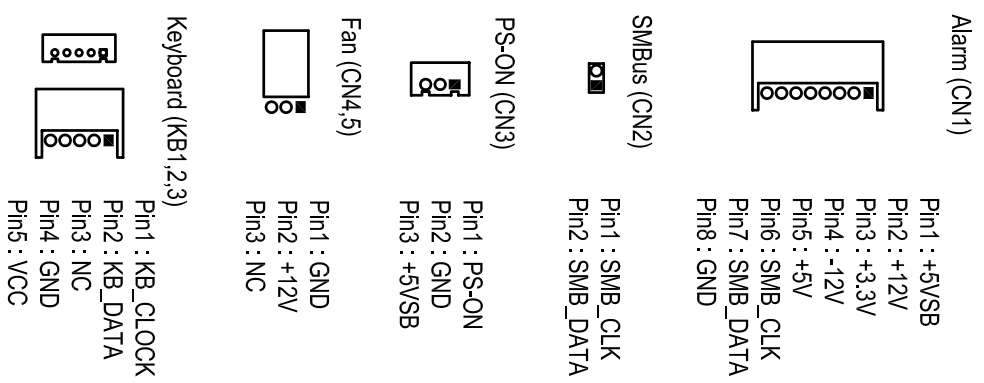 Alarm (CN1)
Pin1 : +5VSB
Pin2 : +12V
Pin3 : +3.3V
Pin4 : -12V
Pin5 : +5V
Pin6 : SMB_CLK
Pin7 : SMB_DATA
Pin8 : GND
SMBus (CN2)
Pin1 : SMB_CLK
Pin2 : SMB_DATA
PS-ON (CN3)
Pin1 : PS-ON
Pin2 : GND
Pin3 : +5VSB
Fan (CN4,5)
Pin1 : GND
Pin2 : +12V
Pin3 : NC
Keyboard (KB1,2,3)
Pin1 : KB_CLOCK
Pin2 : KB_DATA
Pin3 : NC
Pin4 : GND
Pin5 : VCC